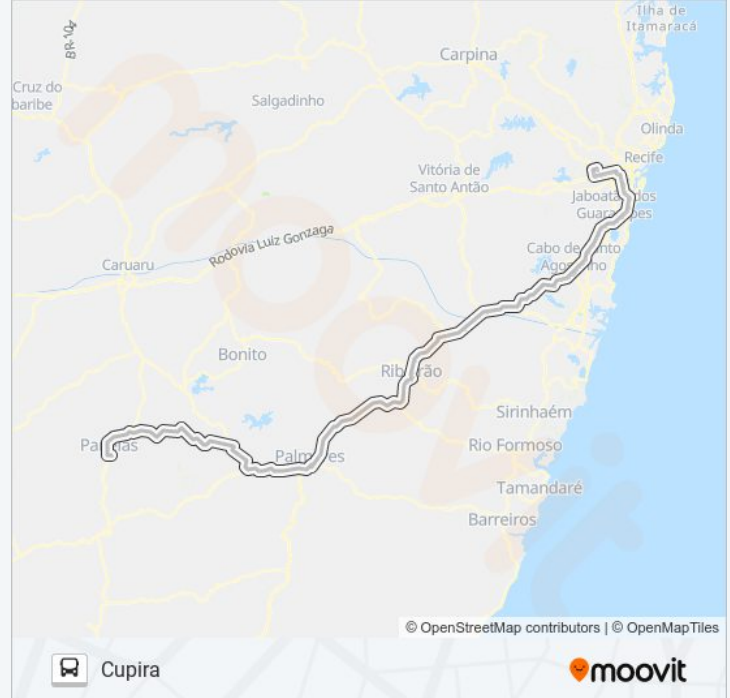 Ilha de
Itamaracá
BR-104
Carpina
Cruz do
baribe
Salgadinho
Olinda
Recife
Vitória de
Santo Antão
Jaboatão dos
Guararapes
Rodovia Luiz Gonzaga
Cabo de Santo
Agostinho
Caruaru
Bonito
Ribeirão
Sirinhaém
Panelas
Palmares
Rio Formoso
Tamandaré
Barreiros
moovit
© OpenStreetMap contributors | © OpenMapTiles
Cupira
moovit